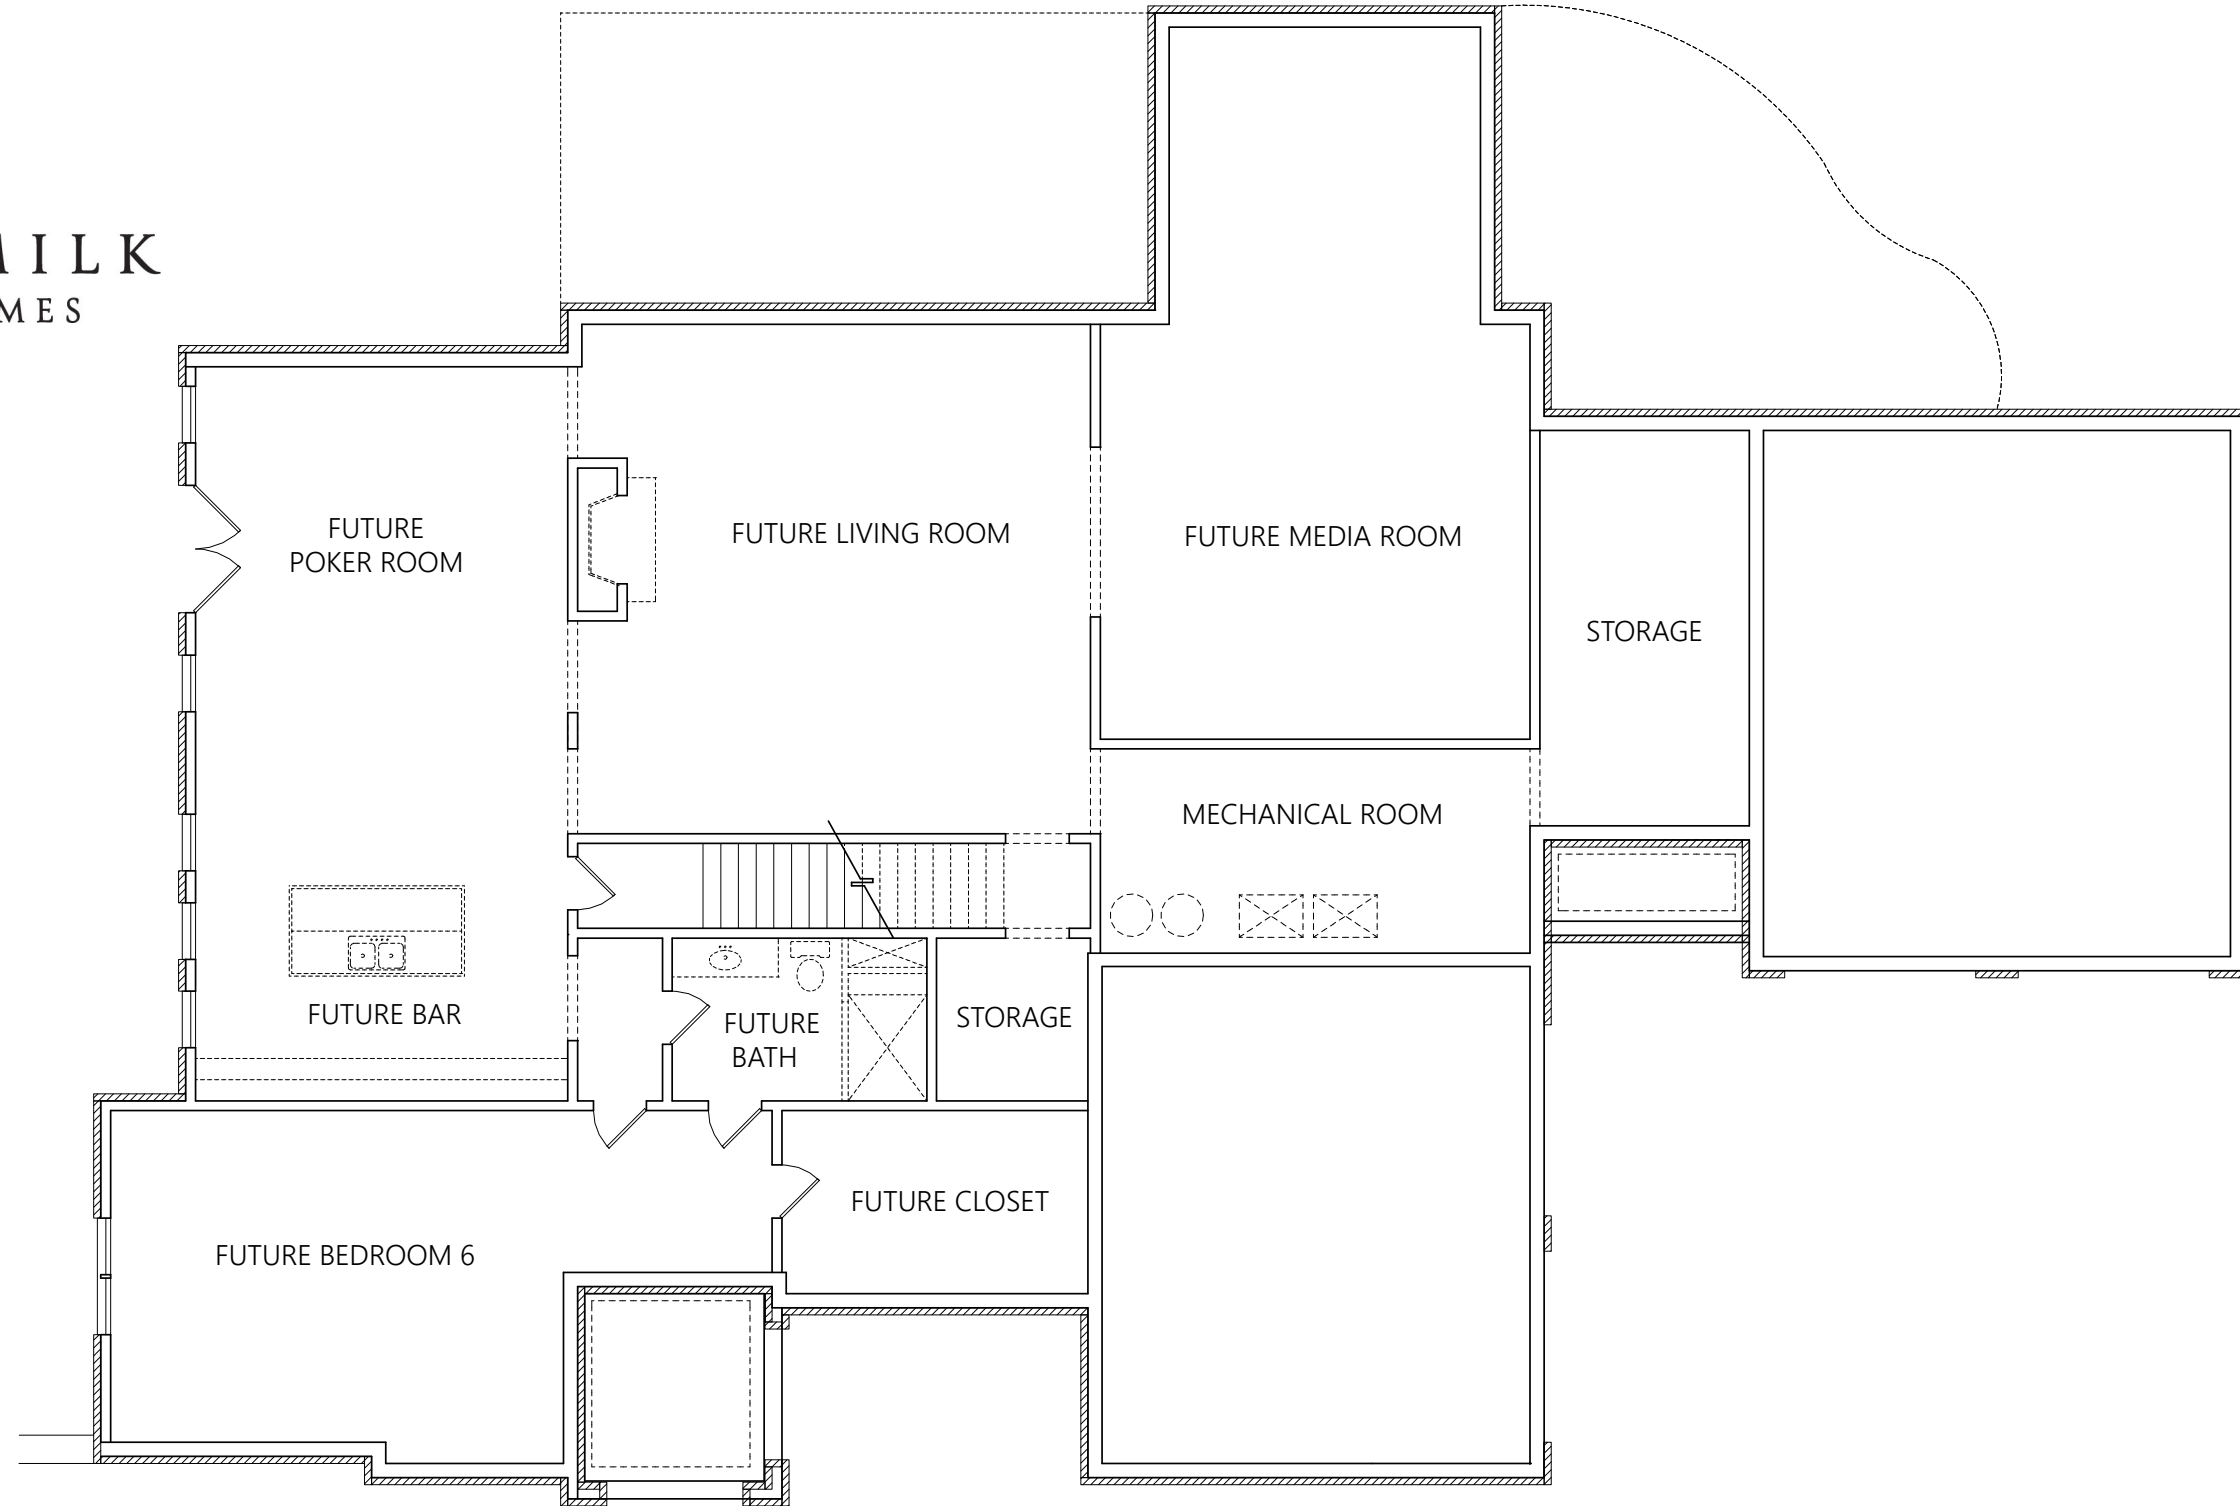 MILK
MES
FUTURE
POKER ROOM
FUTURE LIVING ROOM
FUTURE MEDIA ROOM
STORAGE
MECHANICAL ROOM
FUTURE BAR
FUTURE
BATH
STORAGE
FUTURE CLOSET
FUTURE BEDROOM 6